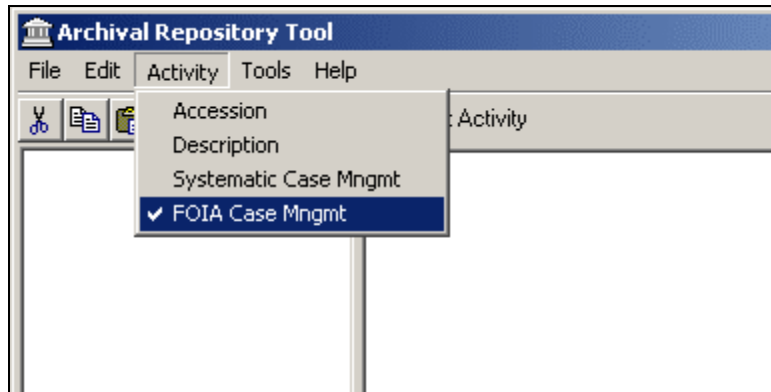 Archival Repository Tool
File Edit Activity Tools Help
Accession
: Activity
Description
Systematic Case Mngmt
FOIA Case Mngmt